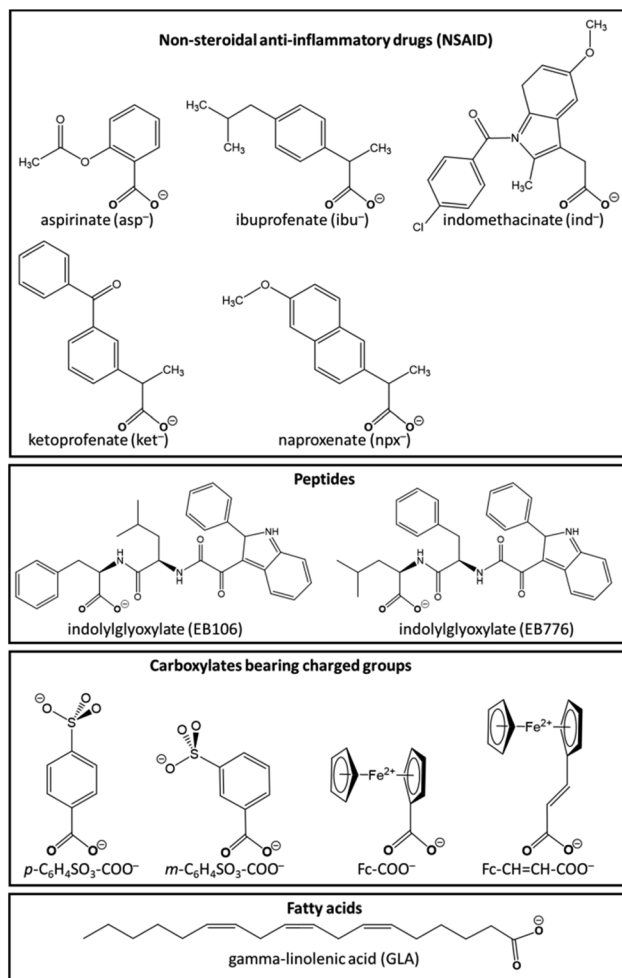 Non-steroidal anti-inflammatory drugs (NSAID)
CH₃
O
O
H₃C
O
O
O⊖
aspirinate (asp⁻)
H₃C
H₃C
CH₃
O
O⊖
ibuprofenate (ibu⁻)
O
N
H₃C
Cl
O
O⊖
indomethacinate (ind⁻)
O
CH₃
O
O⊖
ketoprofenate (ket⁻)
H₃C
O
CH₃
O
O⊖
naproxenate (npx⁻)
Peptides
H
N
O
N
H
O
O
NH
O
O⊖
indolylglyoxylate (EB106)
H
N
O
N
H
O
O
NH
O
O⊖
indolylglyoxylate (EB776)
Carboxylates bearing charged groups
⊖O
O
O
S
O
O⊖
p-C₆H₄SO₃-COO⁻
O
O
S
⊖O
O
O⊖
m-C₆H₄SO₃-COO⁻
Fe²⁺
O
O⊖
Fc-COO⁻
Fe²⁺
O
O⊖
Fc-CH=CH-COO⁻
Fatty acids
O⊖
O
gamma-linolenic acid (GLA)